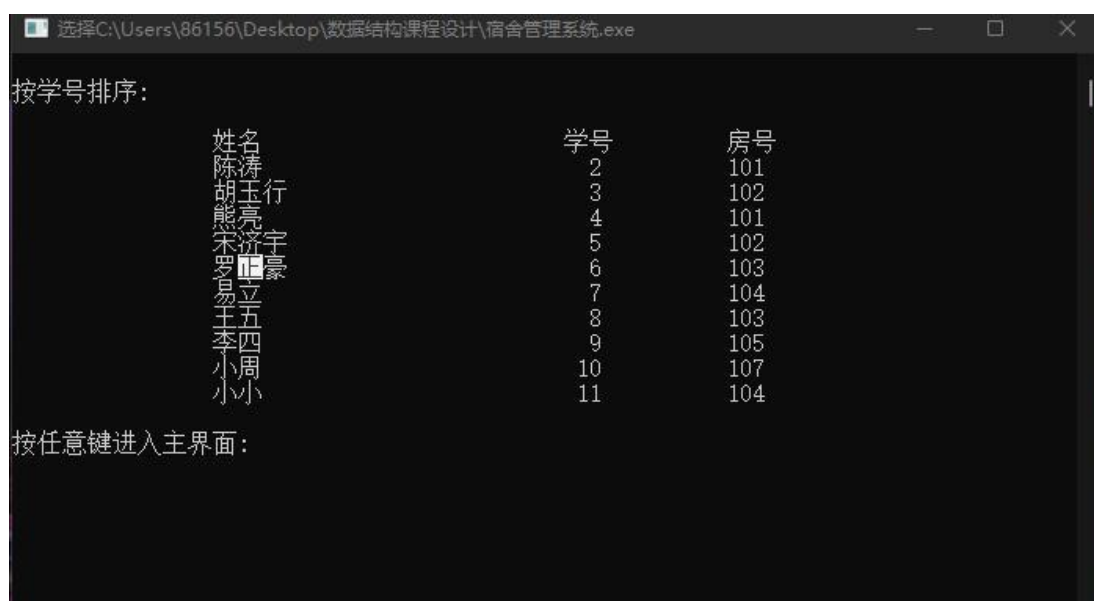 选择C:\Users\86156\Desktop\数据结构课程设计\宿舍管理系统.exe
按学号排序:
姓名 学号 房号
陈涛 2 101
胡玉行 3 102
熊亮 4 101
宋济宇 5 102
罗正豪 6 103
易立 7 104
王五 8 103
李四 9 105
小周 10 107
小小 11 104
按任意键进入主界面: